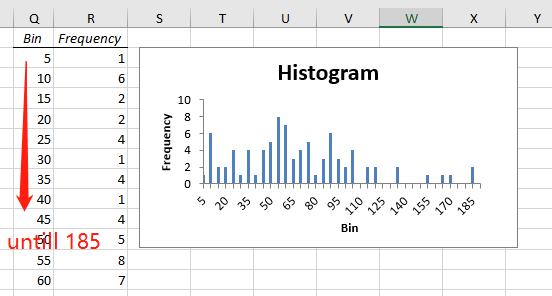 Q R S T U V W X Y
Bin Frequency
5 1
10 6
15 2
20 2
25 4
30 1
35 4
40 1
45 4
50 5
55 8
60 7
untill 185
Histogram
Frequency
10
8
6
4
2
0
5 20 35 50 65 80 95 110 125 140 155 170 185
Bin